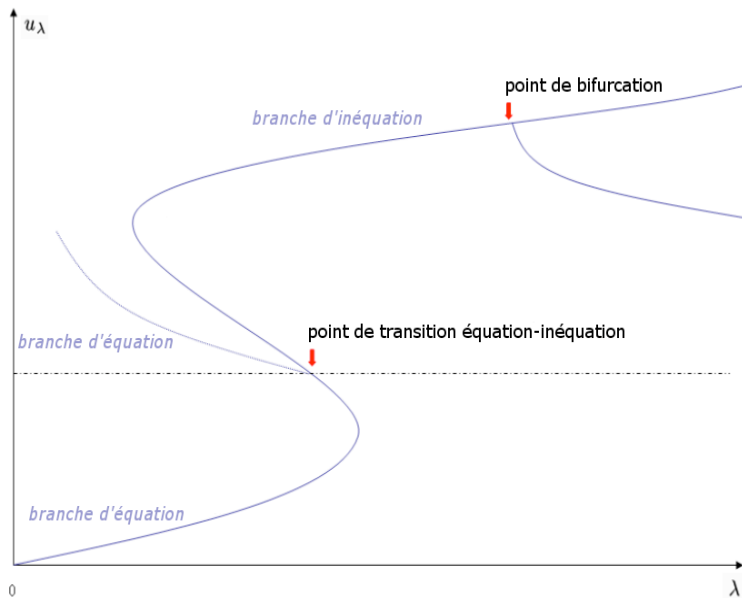 u_λ
point de bifurcation
branche d'inéquation
point de transition équation-inéquation
branche d'équation
branche d'équation
0
λ